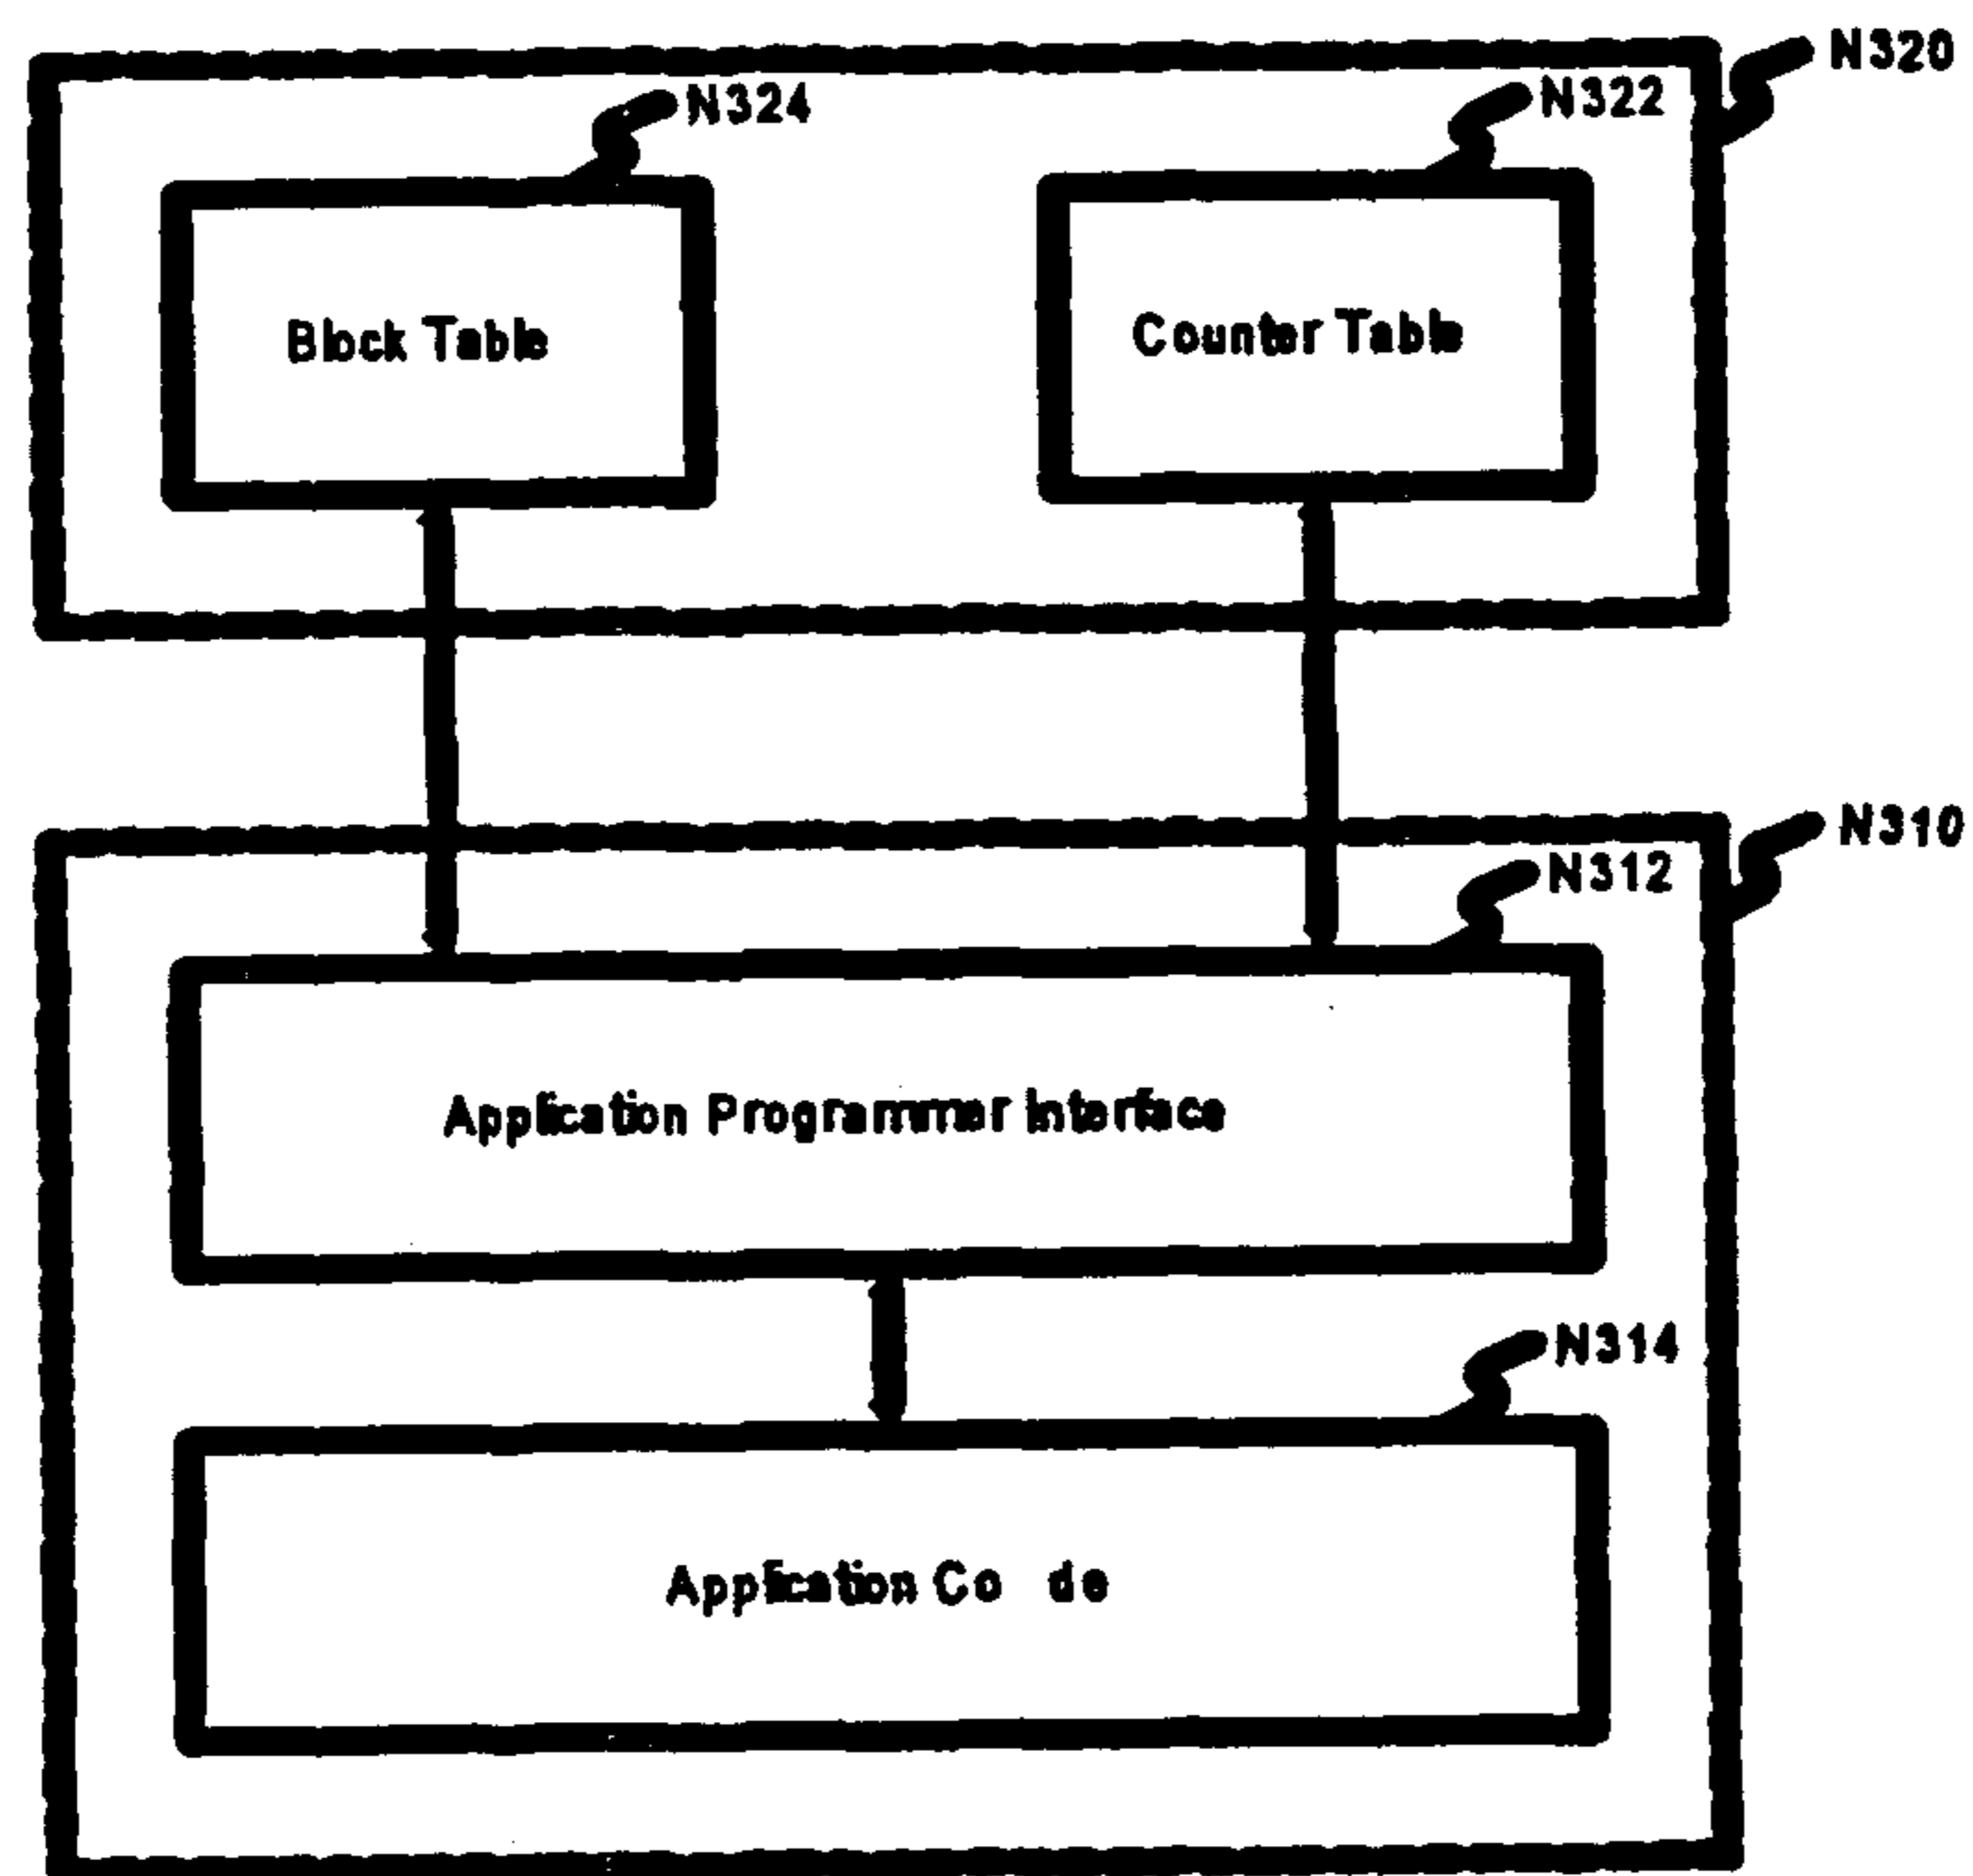 N320
N324
N322
Block Table
Counter Table
N310
N312
Application Programmer Interface
N314
Application Co de